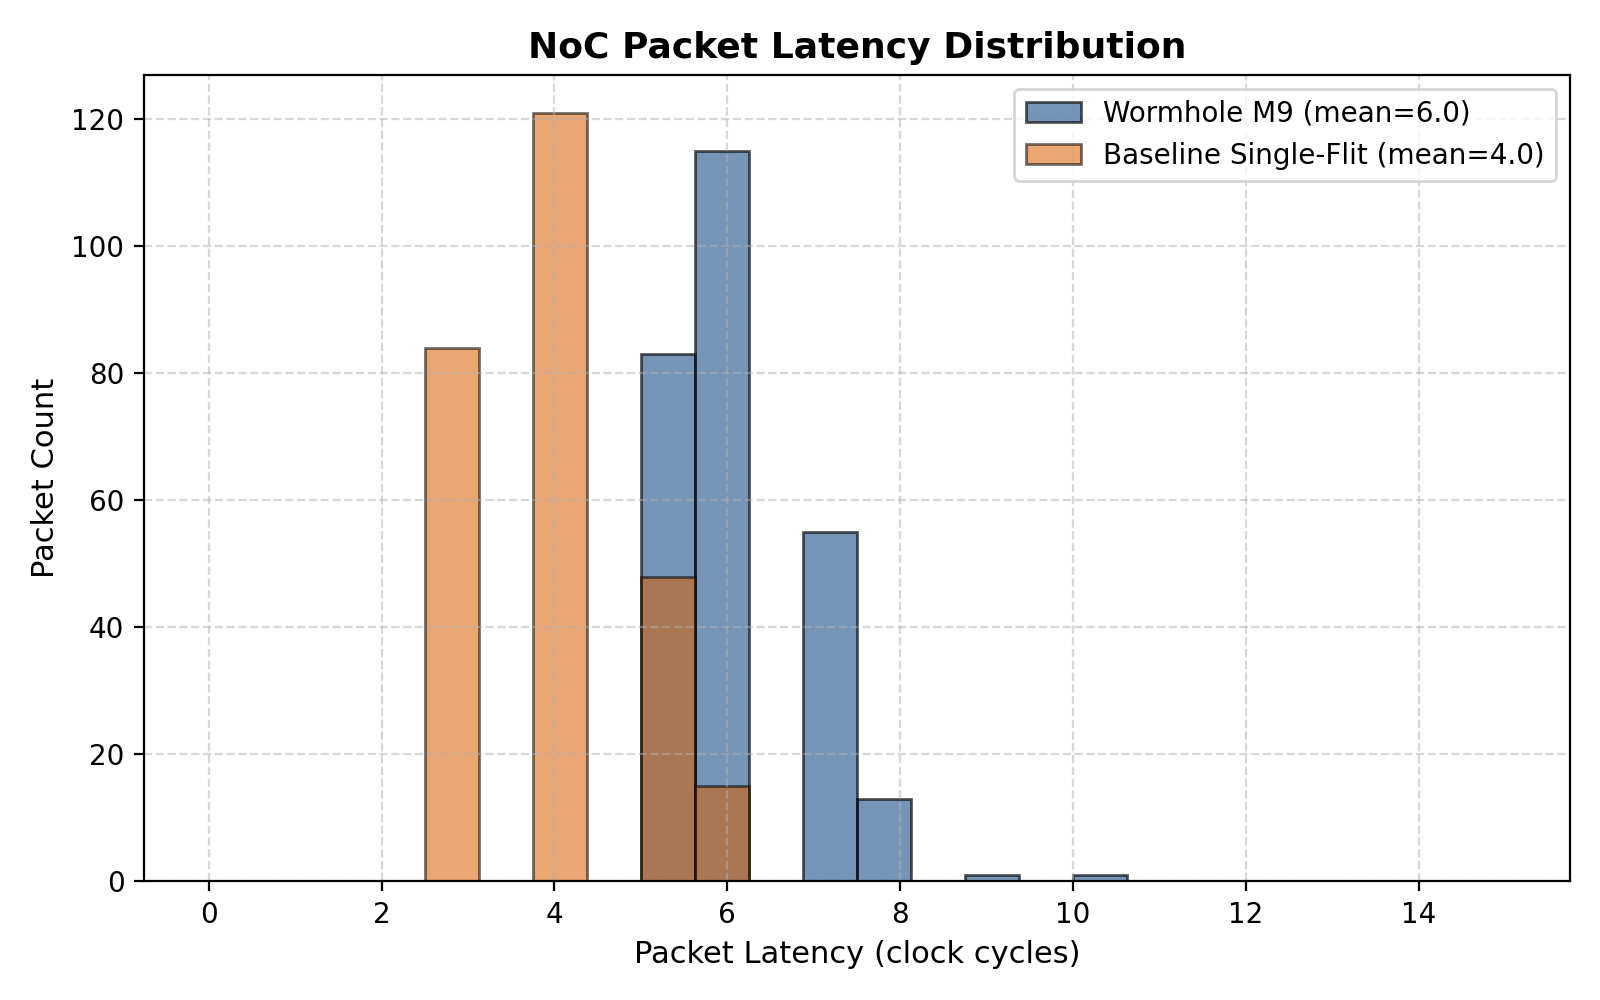 NoC Packet Latency Distribution
Wormhole M9 (mean=6.0)
Baseline Single-Flit (mean=4.0)
Packet Count
120
100
80
60
40
20
0
0 2 4 6 8 10 12 14
Packet Latency (clock cycles)